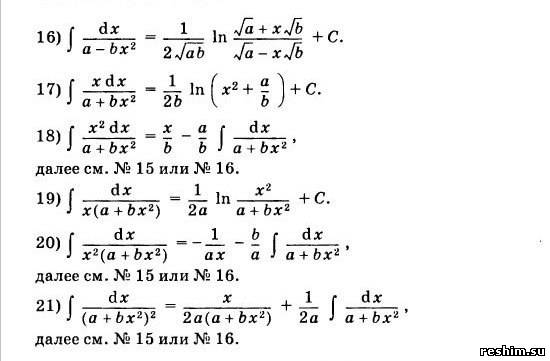 16) ∫ dx/(a − bx²) = 1/(2√(ab)) ln (√a + x√b)/(√a − x√b) + C.
17) ∫ x dx/(a + bx²) = 1/(2b) ln (x² + a/b) + C.
18) ∫ x² dx/(a + bx²) = x/b − a/b ∫ dx/(a + bx²),
далее см. № 15 или № 16.
19) ∫ dx/(x(a + bx²)) = 1/(2a) ln x²/(a + bx²) + C.
20) ∫ dx/(x²(a + bx²)) = −1/(ax) − b/a ∫ dx/(a + bx²),
далее см. № 15 или № 16.
21) ∫ dx/(a + bx²)² = x/(2a(a + bx²)) + 1/(2a) ∫ dx/(a + bx²),
далее см. № 15 или № 16.
reshim.su